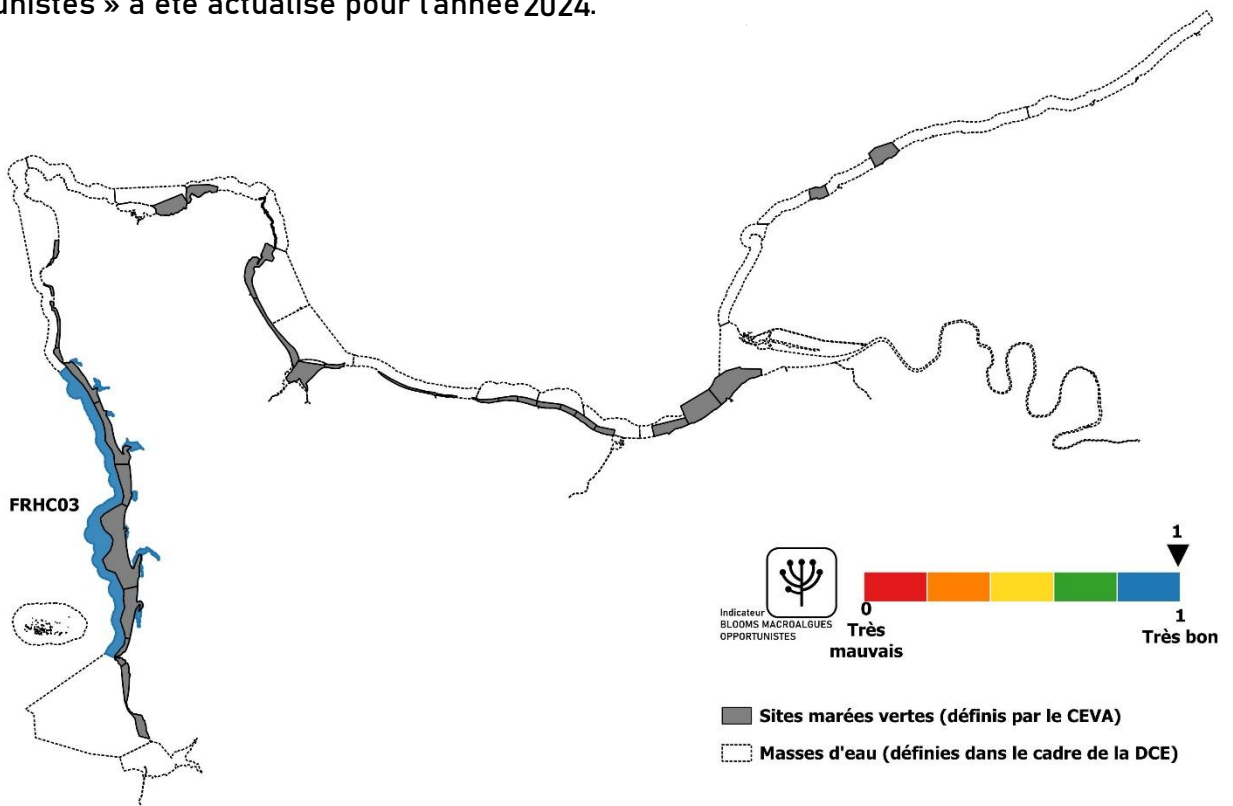 unistes » a été actualisé pour l'année 2024.
FRHC03
1
Indicateur
BLOOMS MACROALGUES
OPPORTUNISTES
0
Très
mauvais
1
Très bon
Sites marées vertes (définis par le CEVA)
Masses d'eau (définies dans le cadre de la DCE)